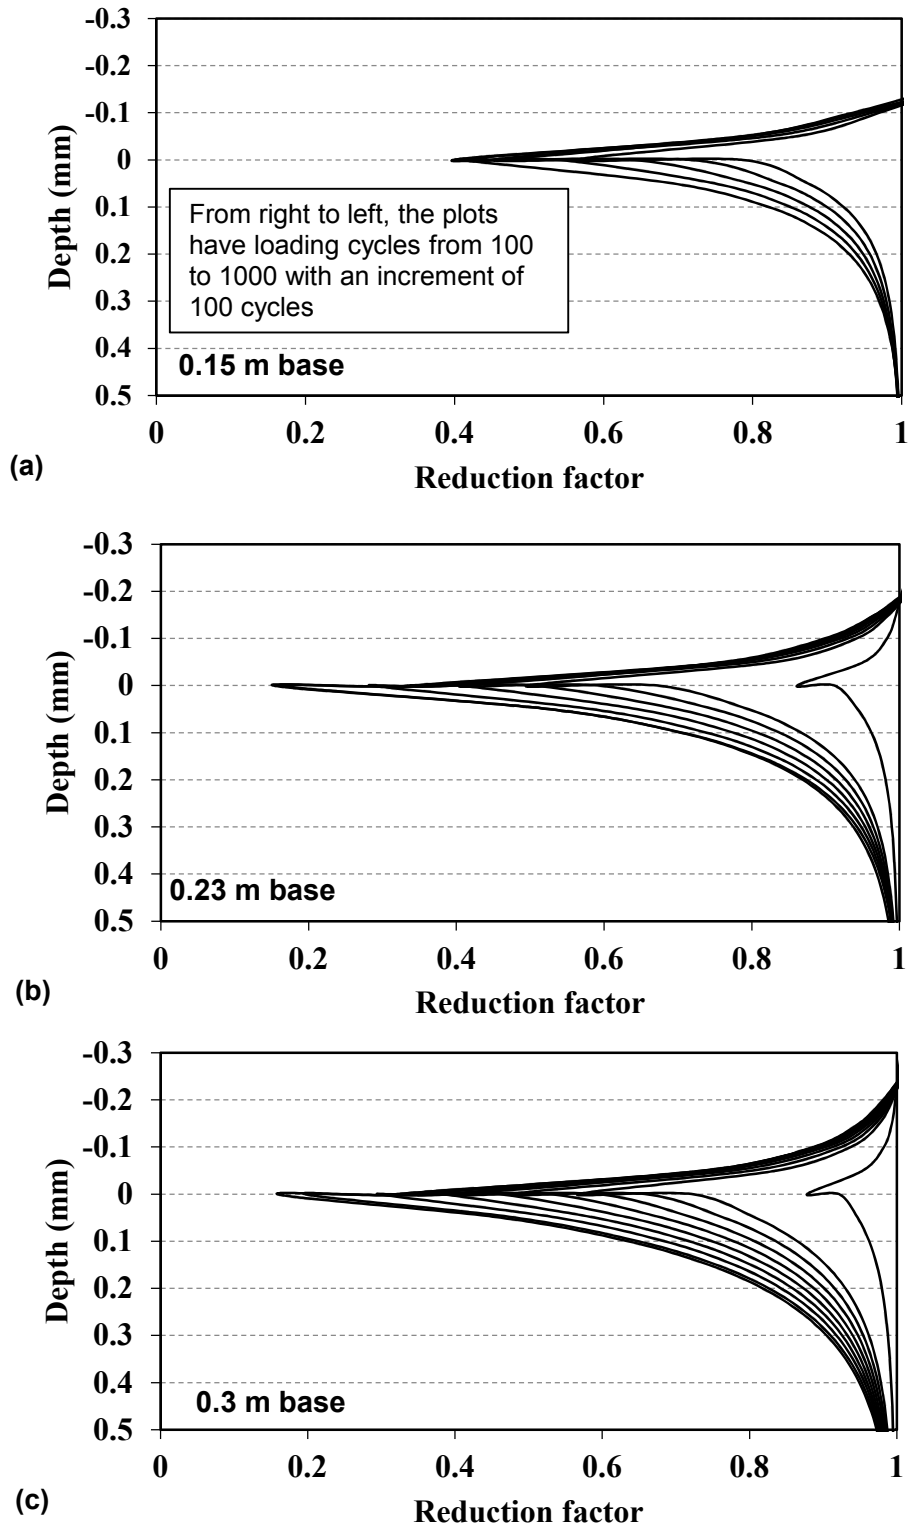 -0.3
-0.2
-0.1
0
0.1
0.2
0.3
0.4
0.5
Depth (mm)
From right to left, the plots
have loading cycles from 100
to 1000 with an increment of
100 cycles
0.15 m base
0 0.2 0.4 0.6 0.8 1
(a)
Reduction factor
-0.3
-0.2
-0.1
0
0.1
0.2
0.3
0.4
0.5
Depth (mm)
0.23 m base
0 0.2 0.4 0.6 0.8 1
(b)
Reduction factor
-0.3
-0.2
-0.1
0
0.1
0.2
0.3
0.4
0.5
Depth (mm)
0.3 m base
0 0.2 0.4 0.6 0.8 1
(c)
Reduction factor